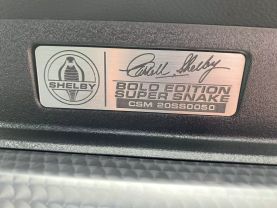 SHELBY
Carroll Shelby
BOLD EDITION
SUPER SNAKE
CSM 20SS0050